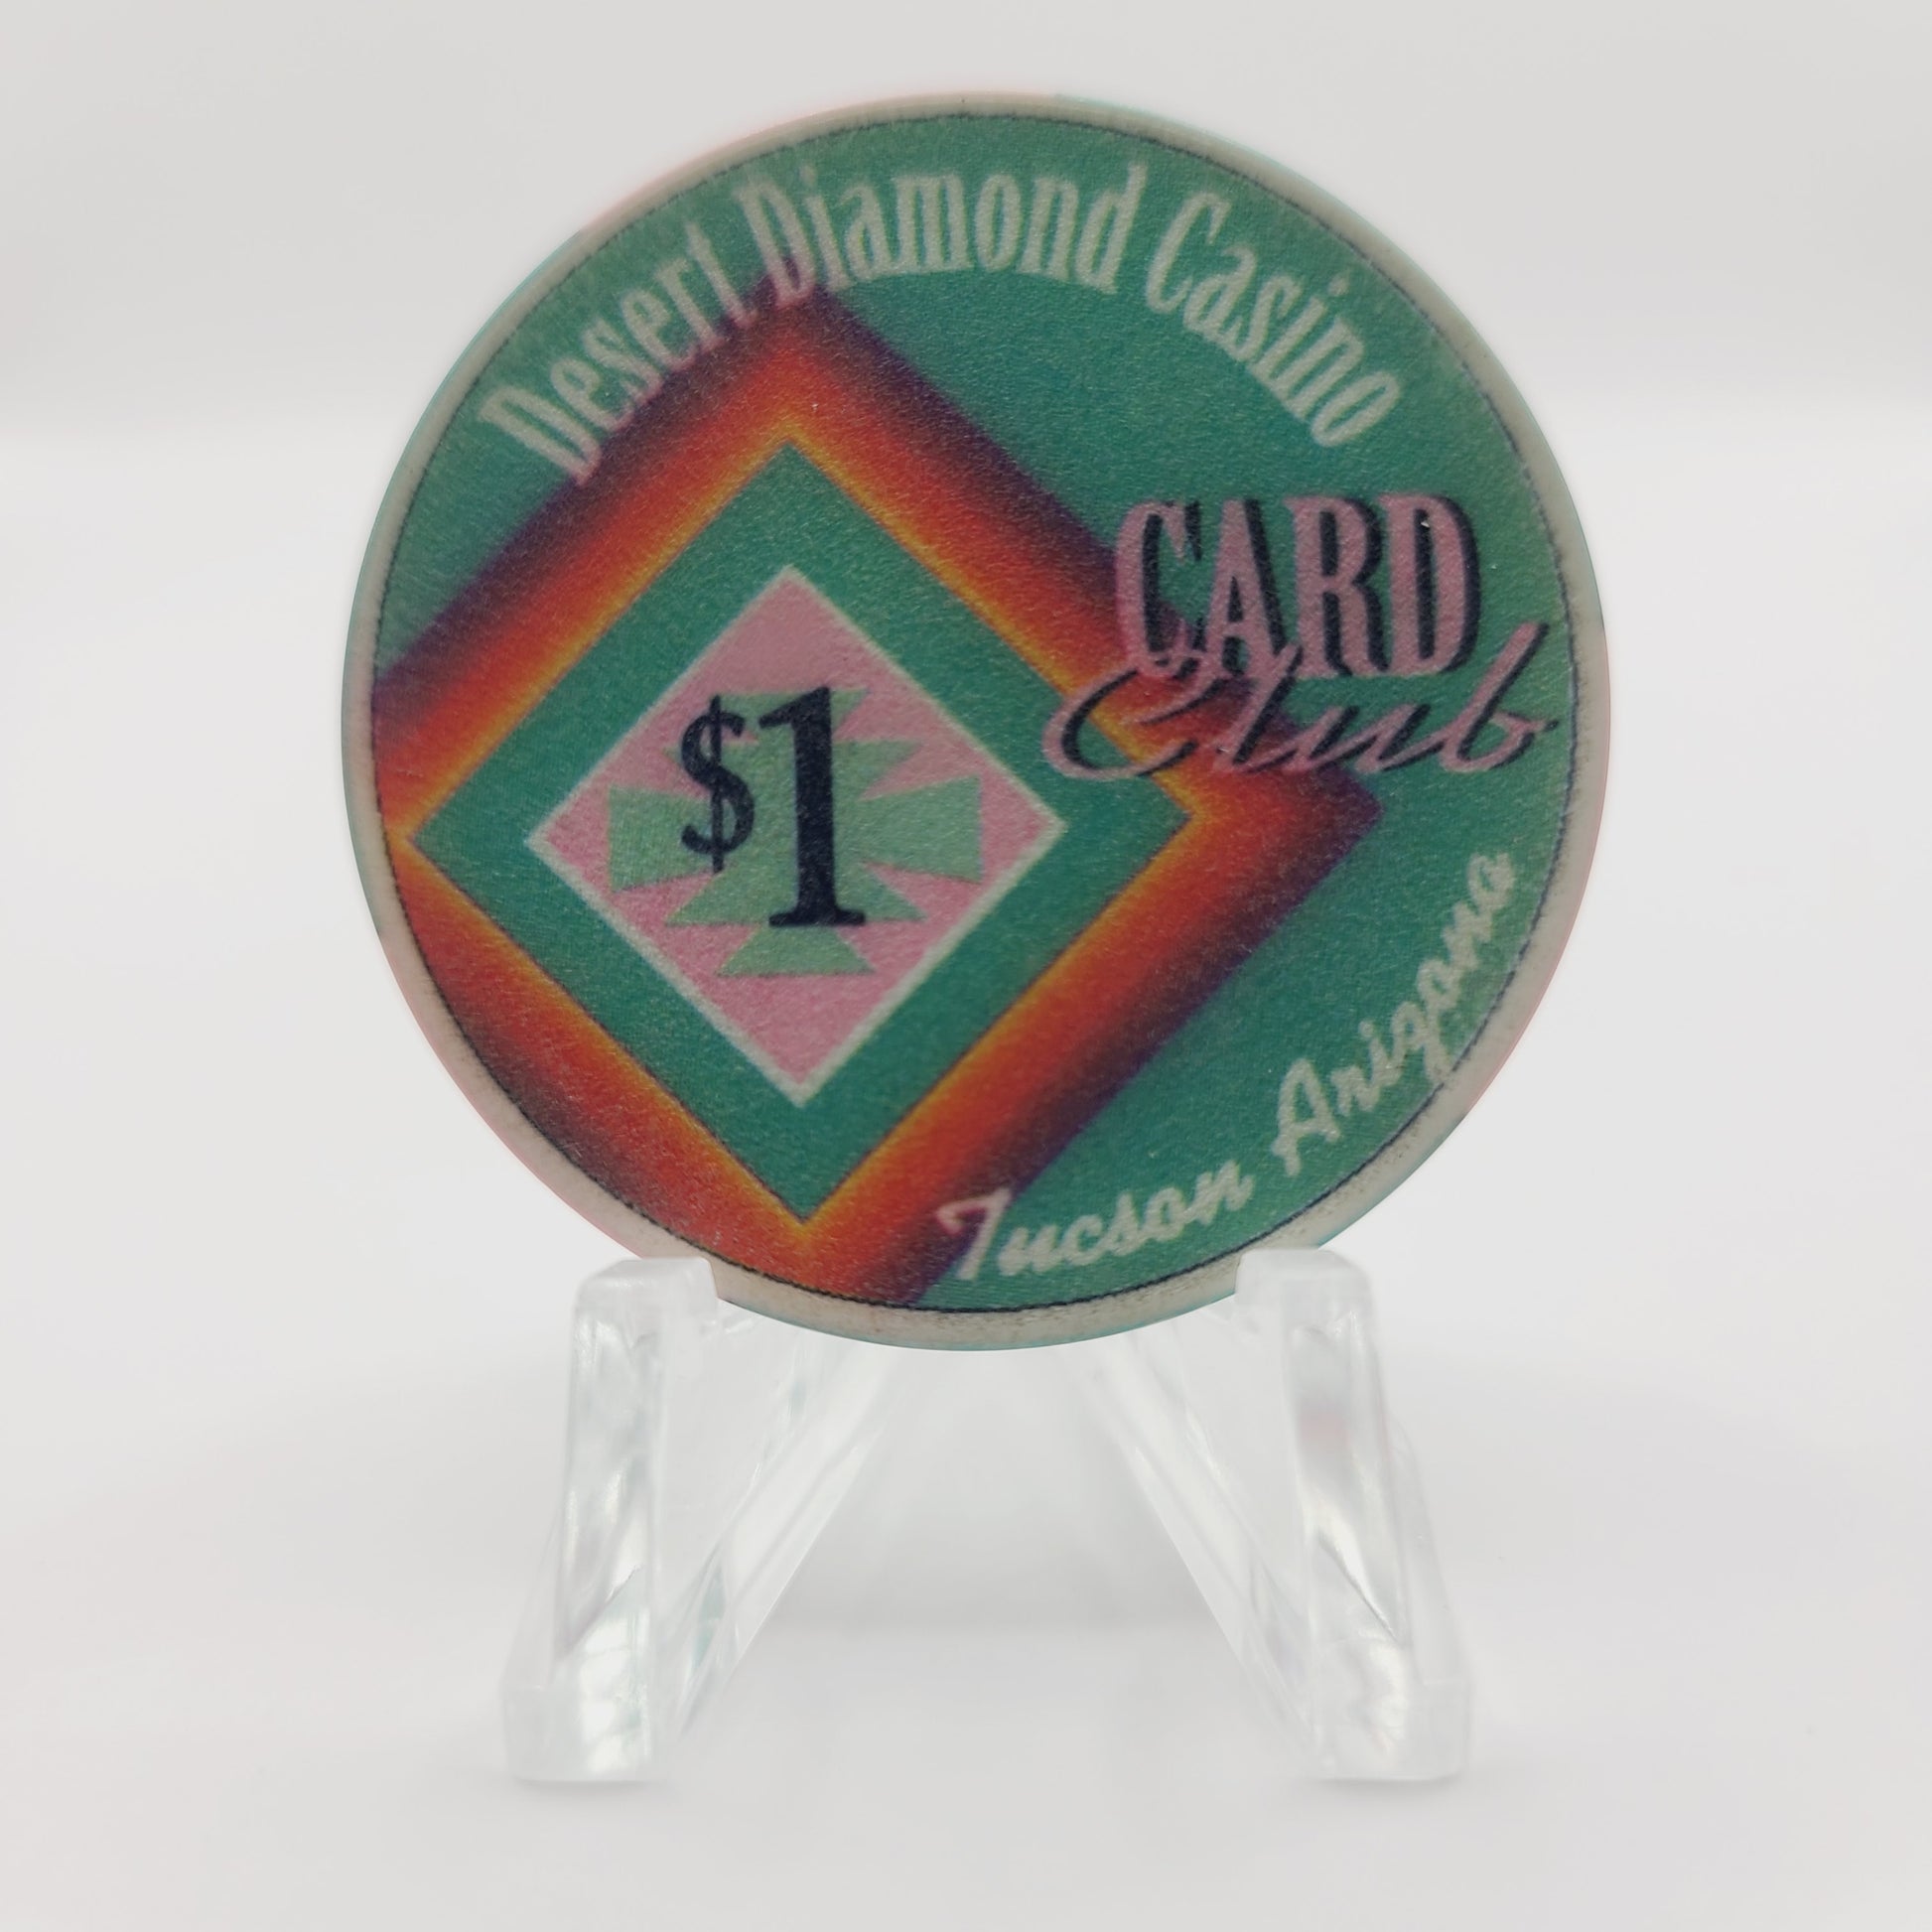 Desert Diamond Casino
CARD
Club
$1
Tucson Arizona